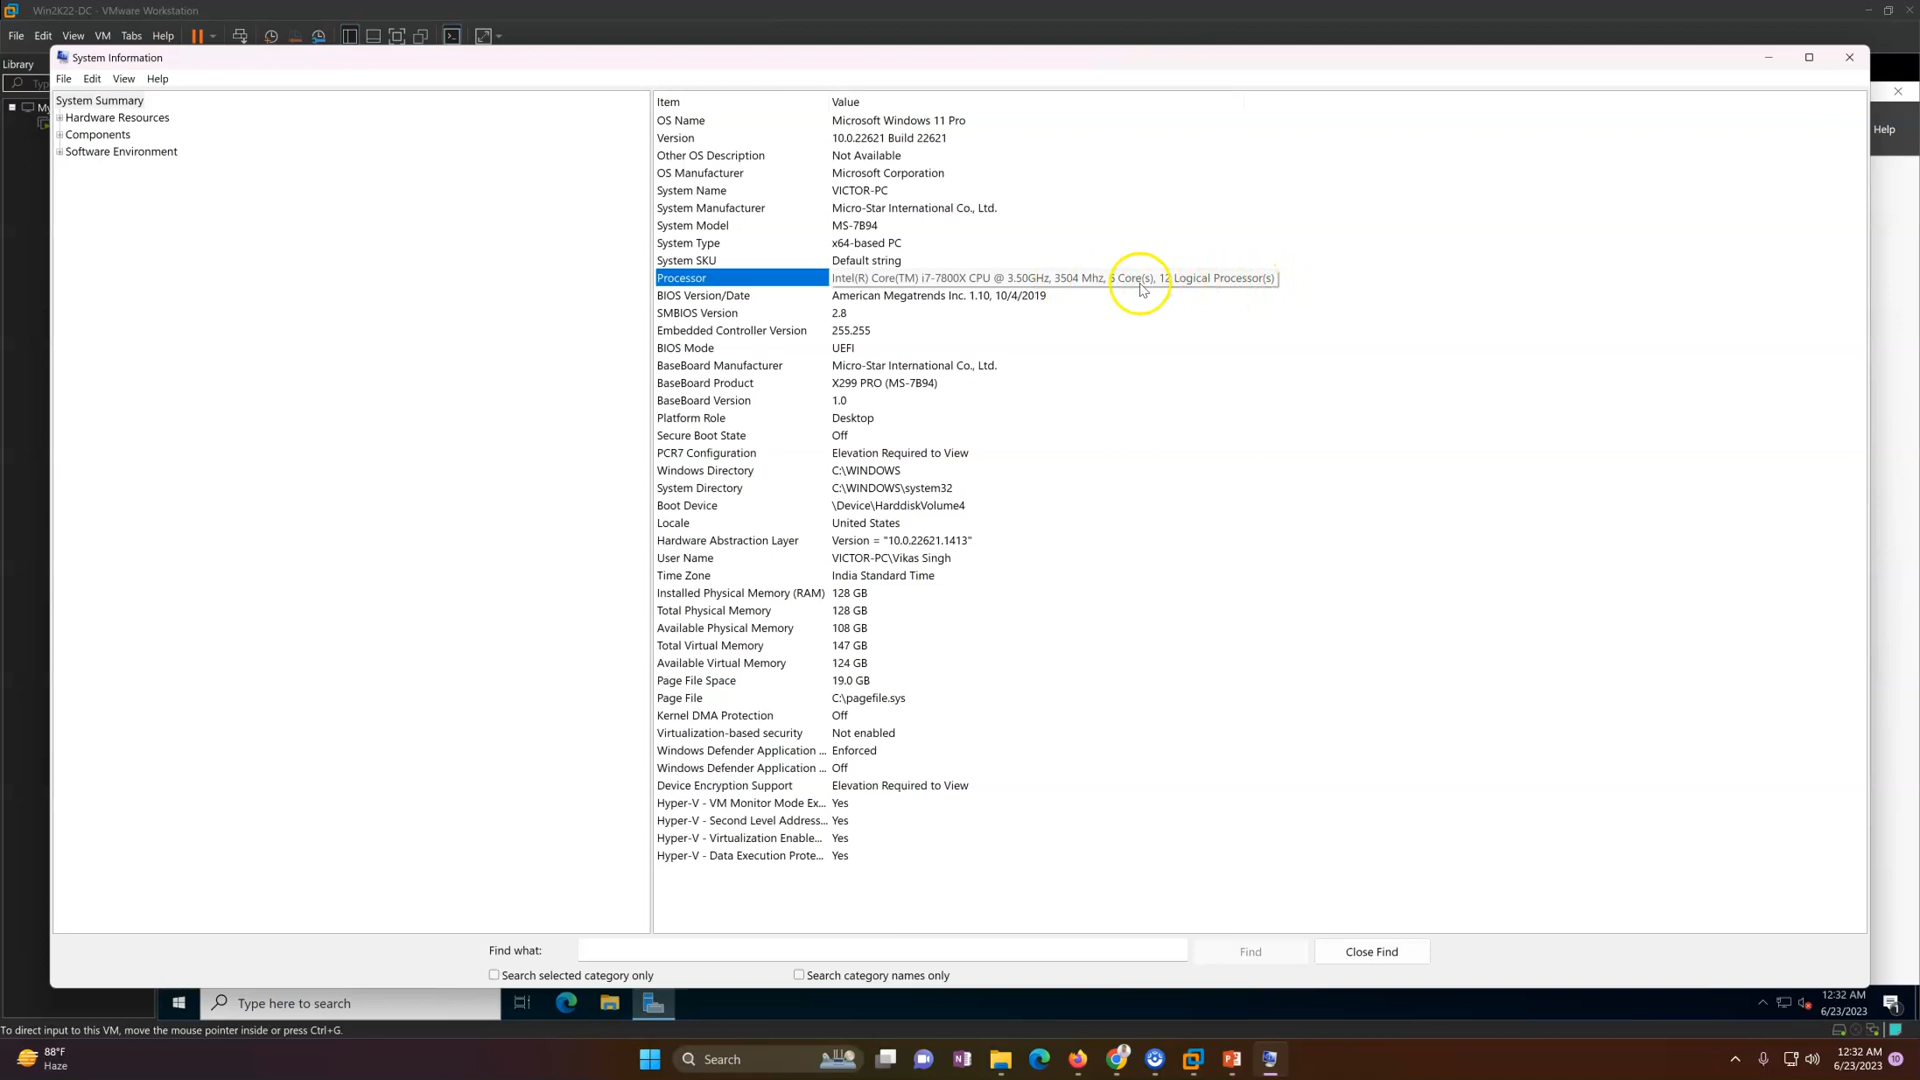 Win2K22-DC - VMware Workstation
File Edit View VM Tabs Help
Library
System Information
File Edit View Help
System Summary
Hardware Resources
Components
Software Environment
Item Value
OS Name Microsoft Windows 11 Pro
Version 10.0.22621 Build 22621
Other OS Description Not Available
OS Manufacturer Microsoft Corporation
System Name VICTOR-PC
System Manufacturer Micro-Star International Co., Ltd.
System Model MS-7B94
System Type x64-based PC
System SKU Default string
Processor Intel(R) Core(TM) i7-7800X CPU @ 3.50GHz, 3504 Mhz, 6 Core(s), 12 Logical Processor(s)
BIOS Version/Date American Megatrends Inc. 1.10, 10/4/2019
SMBIOS Version 2.8
Embedded Controller Version 255.255
BIOS Mode UEFI
BaseBoard Manufacturer Micro-Star International Co., Ltd.
BaseBoard Product X299 PRO (MS-7B94)
BaseBoard Version 1.0
Platform Role Desktop
Secure Boot State Off
PCR7 Configuration Elevation Required to View
Windows Directory C:\WINDOWS
System Directory C:\WINDOWS\system32
Boot Device \Device\HarddiskVolume4
Locale United States
Hardware Abstraction Layer Version = "10.0.22621.1413"
User Name VICTOR-PC\Vikas Singh
Time Zone India Standard Time
Installed Physical Memory (RAM) 128 GB
Total Physical Memory 128 GB
Available Physical Memory 108 GB
Total Virtual Memory 147 GB
Available Virtual Memory 124 GB
Page File Space 19.0 GB
Page File C:\pagefile.sys
Kernel DMA Protection Off
Virtualization-based security Not enabled
Windows Defender Application ... Enforced
Windows Defender Application ... Off
Device Encryption Support Elevation Required to View
Hyper-V - VM Monitor Mode Ex... Yes
Hyper-V - Second Level Address... Yes
Hyper-V - Virtualization Enable... Yes
Hyper-V - Data Execution Prote... Yes
Help
Find what: Find Close Find
Search selected category only Search category names only
Type here to search
12:32 AM
6/23/2023
1
To direct input to this VM, move the mouse pointer inside or press Ctrl+G.
88°F
Haze
Search
12:32 AM
6/23/2023
10